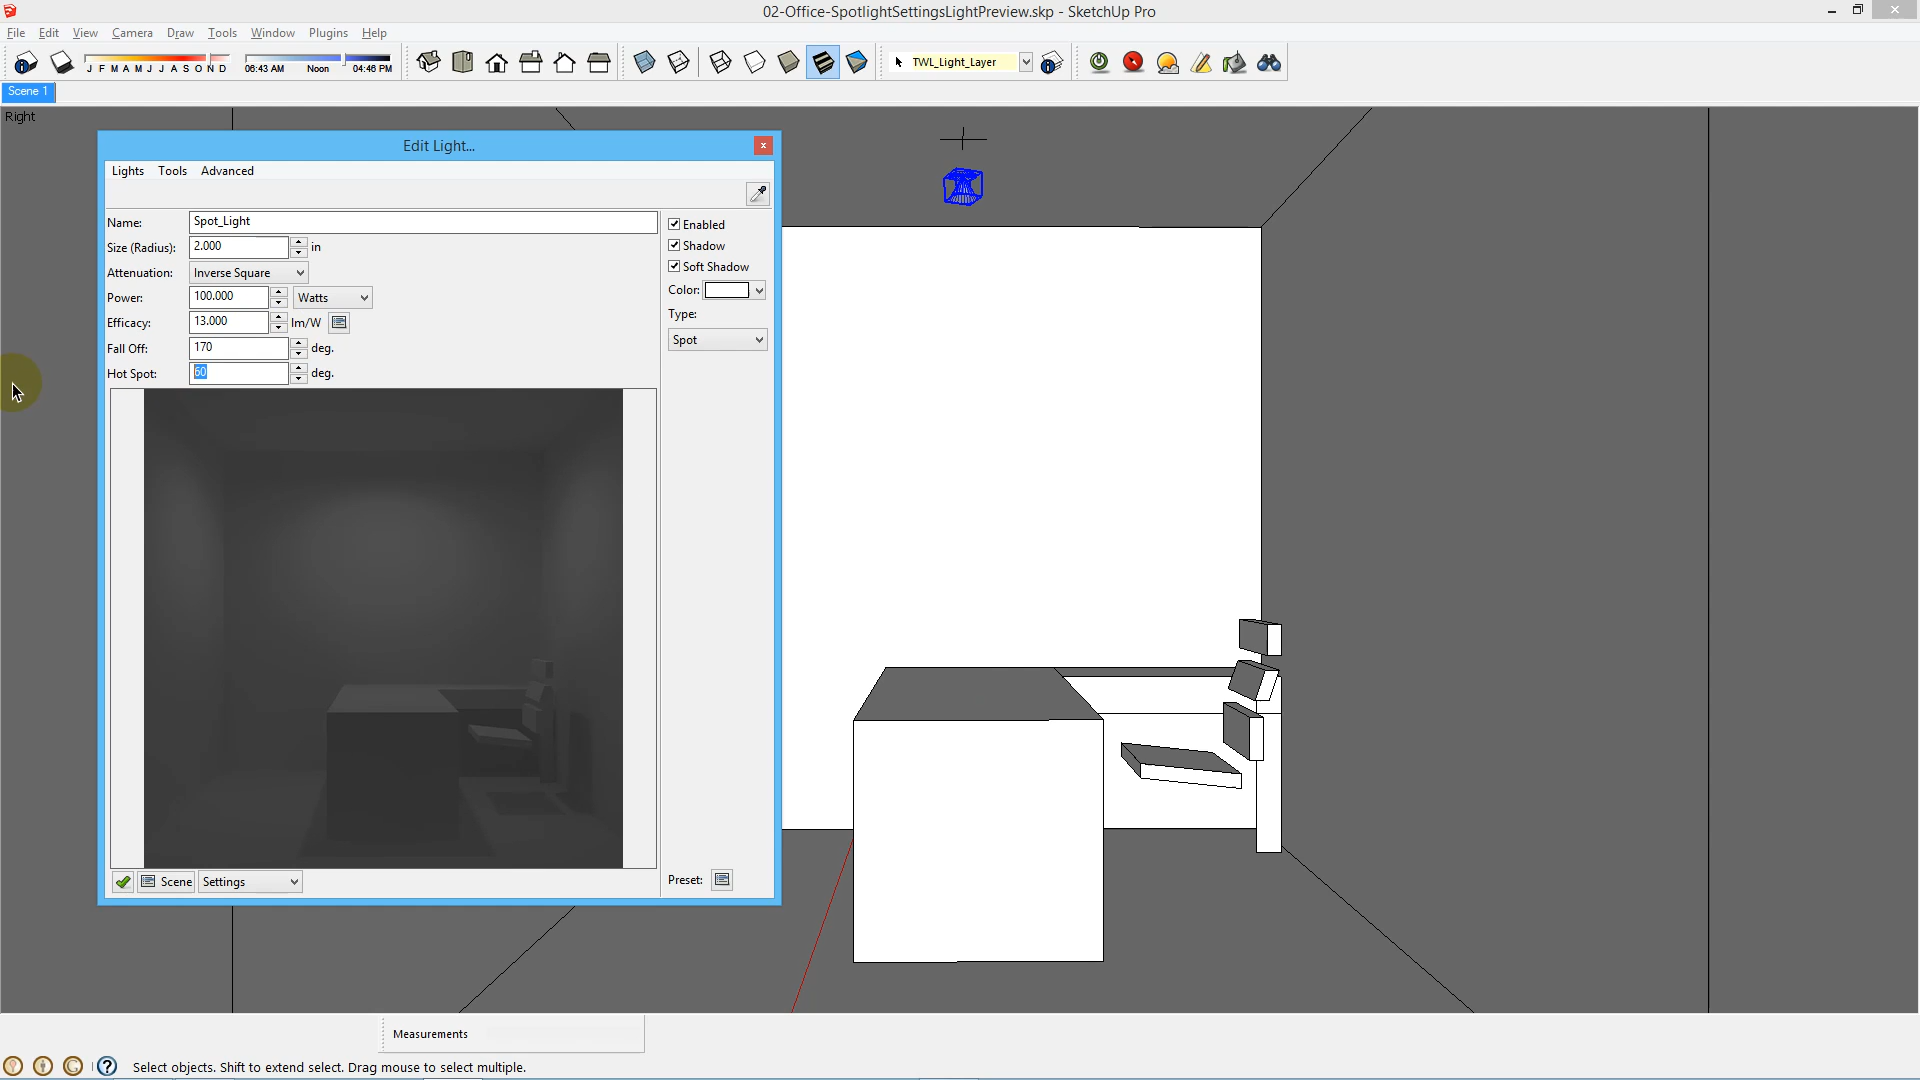 02-Office-SpotlightSettingsLightPreview.skp - SketchUp Pro
File Edit View Camera Draw Tools Window Plugins Help
J F M A M J J A S O N D
06:43 AM Noon 04:46 PM
TWL_Light_Layer
Scene 1
Right
Edit Light...
Lights Tools Advanced
Name: Spot_Light
Enabled
Size (Radius): 2.000 in
Shadow
Attenuation: Inverse Square
Soft Shadow
Power: 100.000 Watts
Color:
Efficacy: 13.000 lm/W
Type:
Fall Off: 170 deg.
Spot
Hot Spot: 60 deg.
Scene Settings
Preset:
Measurements
Select objects. Shift to extend select. Drag mouse to select multiple.